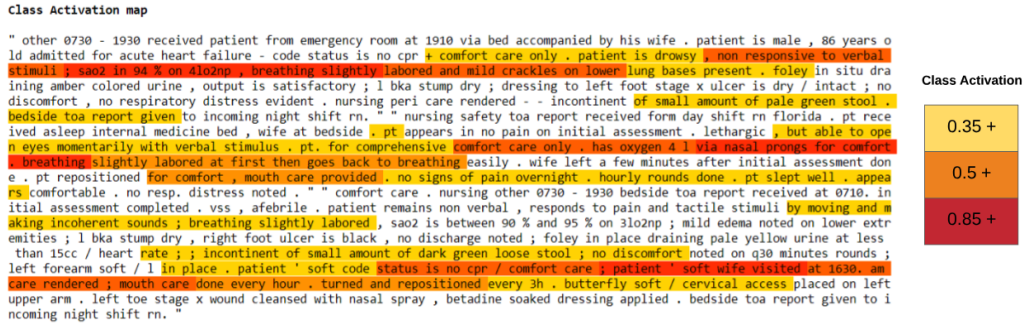 Class Activation map
" other 0730 - 1930 received patient from emergency room at 1910 via bed accompanied by his wife . patient is male , 86 years o
ld admitted for acute heart failure - code status is no cpr + comfort care only . patient is drowsy , non responsive to verbal
stimuli ; sao2 in 94 % on 4lo2np , breathing slightly labored and mild crackles on lower lung bases present . foley in situ dra
ining amber colored urine , output is satisfactory ; l bka stump dry ; dressing to left foot stage x ulcer is dry / intact ; no
discomfort , no respiratory distress evident . nursing peri care rendered - - incontinent of small amount of pale green stool .
bedside toa report given to incoming night shift rn. " " nursing safety toa report received form day shift rn florida . pt rece
ived asleep internal medicine bed , wife at bedside . pt appears in no pain on initial assessment . lethargic , but able to ope
n eyes momentarily with verbal stimulus . pt. for comprehensive comfort care only . has oxygen 4 l via nasal prongs for comfort
. breathing slightly labored at first then goes back to breathing easily . wife left a few minutes after initial assessment don
e . pt repositioned for comfort , mouth care provided . no signs of pain overnight . hourly rounds done . pt slept well . appea
rs comfortable . no resp. distress noted . " " comfort care . nursing other 0730 - 1930 bedside toa report received at 0710. in
itial assessment completed . vss , afebrile . patient remains non verbal , responds to pain and tactile stimuli by moving and m
aking incoherent sounds ; breathing slightly labored , sao2 is between 90 % and 95 % on 3lo2np ; mild edema noted on lower extr
emities ; l bka stump dry , right foot ulcer is black , no discharge noted ; foley in place draining pale yellow urine at less
than 15cc / heart rate ; ; incontinent of small amount of dark green loose stool ; no discomfort noted on q30 minutes rounds ;
left forearm soft / l in place . patient ' soft code status is no cpr / comfort care ; patient ' soft wife visited at 1630. am
care rendered ; mouth care done every hour . turned and repositioned every 3h . butterfly soft / cervical access placed on left
upper arm . left toe stage x wound cleansed with nasal spray , betadine soaked dressing applied . bedside toa report given to i
ncoming night shift rn. "
Class Activation
0.35 +
0.5 +
0.85 +